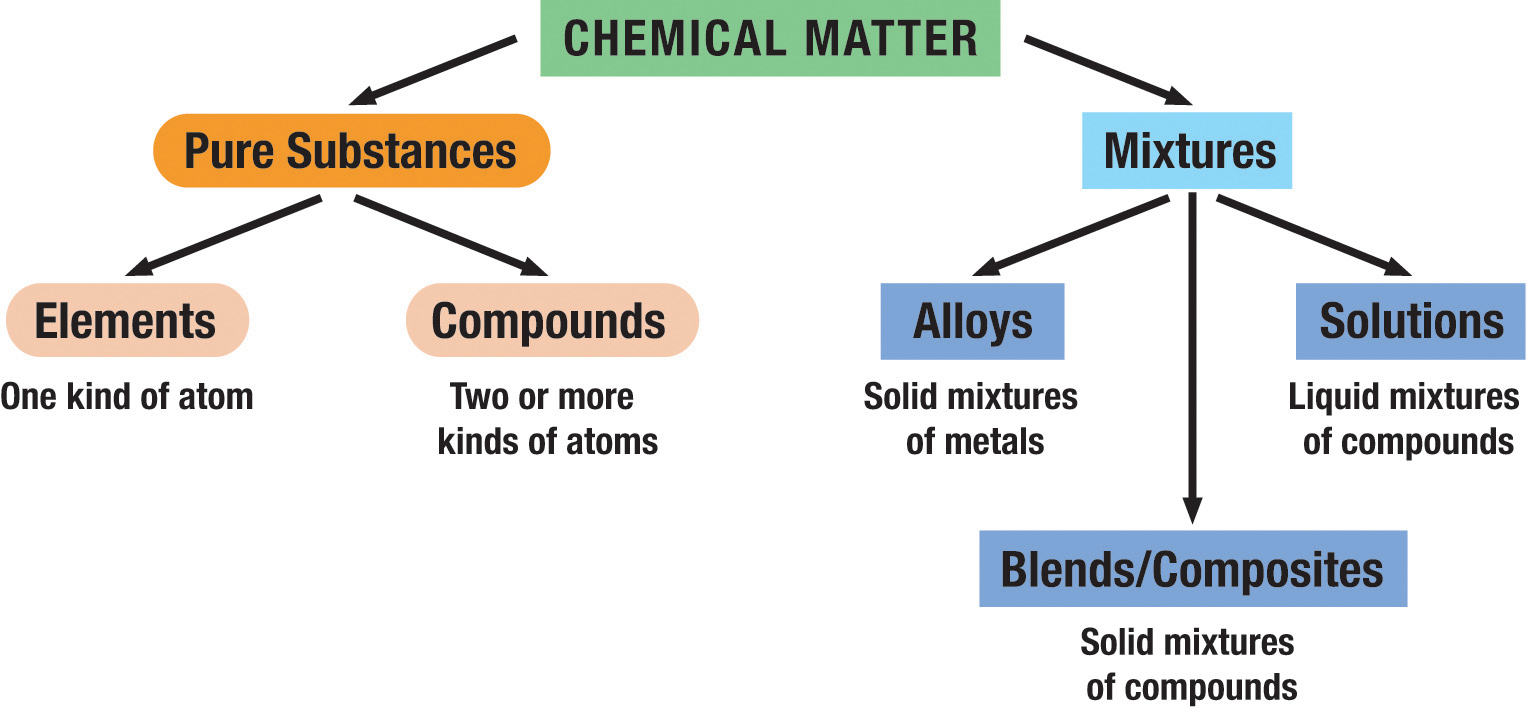 CHEMICAL MATTER
Pure Substances
Mixtures
Elements
Compounds
Alloys
Solutions
One kind of atom
Two or more
kinds of atoms
Solid mixtures
of metals
Liquid mixtures
of compounds
Blends/Composites
Solid mixtures
of compounds